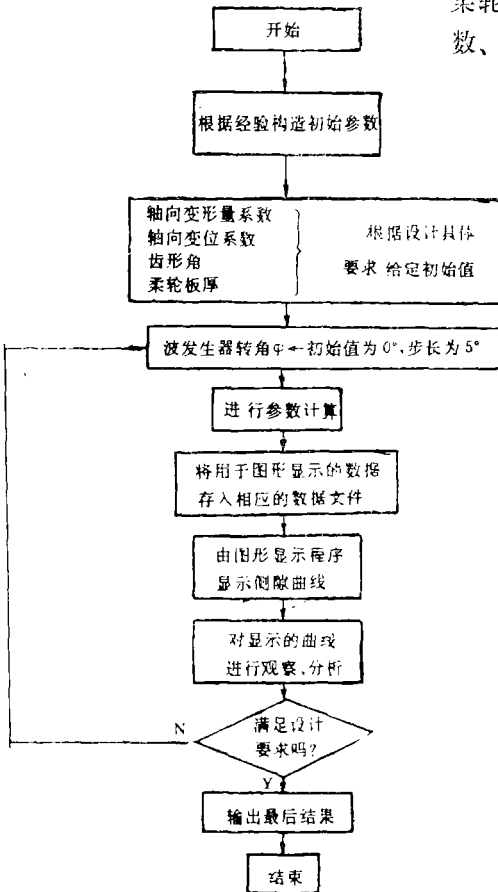 柔轮
数、
开始
根据经验构造初始参数
轴向变形量系数
轴向变位系数
齿形角
柔轮板厚
根据设计具体
要求 给定初始值
波发生器转角φ←初始值为0°,步长为5°
进行参数计算
将用于图形显示的数据
存入相应的数据文件
由图形显示程序
显示侧隙曲线
对显示的曲线
进行观察、分析
满足设计
要求吗?
N
Y
输出最后结果
结束